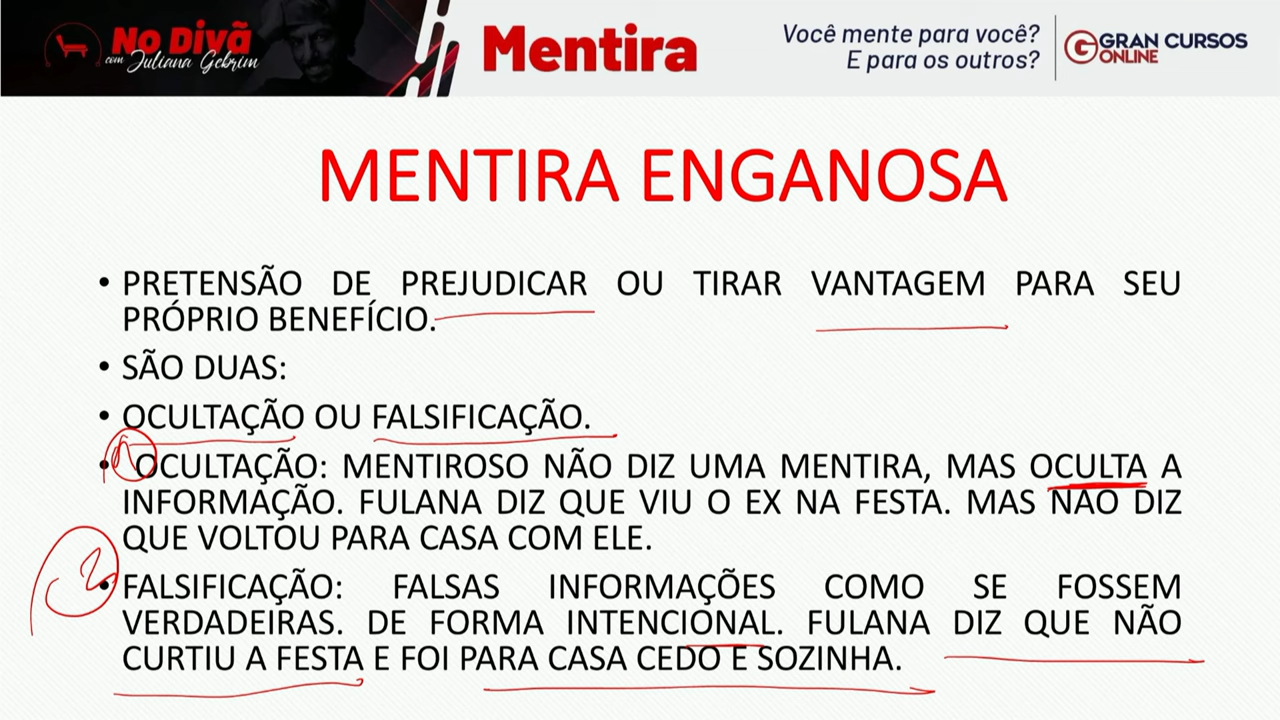 No Divã
com Juliana Gebrim
Mentira
Você mente para você?
E para os outros?
GRAN CURSOS
ONLINE
MENTIRA ENGANOSA
• PRETENSÃO DE PREJUDICAR OU TIRAR VANTAGEM PARA SEU
PRÓPRIO BENEFÍCIO.
• SÃO DUAS:
• OCULTAÇÃO OU FALSIFICAÇÃO.
• OCULTAÇÃO: MENTIROSO NÃO DIZ UMA MENTIRA, MAS OCULTA A
INFORMAÇÃO. FULANA DIZ QUE VIU O EX NA FESTA. MAS NÃO DIZ
QUE VOLTOU PARA CASA COM ELE.
2
• FALSIFICAÇÃO: FALSAS INFORMAÇÕES COMO SE FOSSEM
VERDADEIRAS. DE FORMA INTENCIONAL. FULANA DIZ QUE NÃO
CURTIU A FESTA E FOI PARA CASA CEDO E SOZINHA.